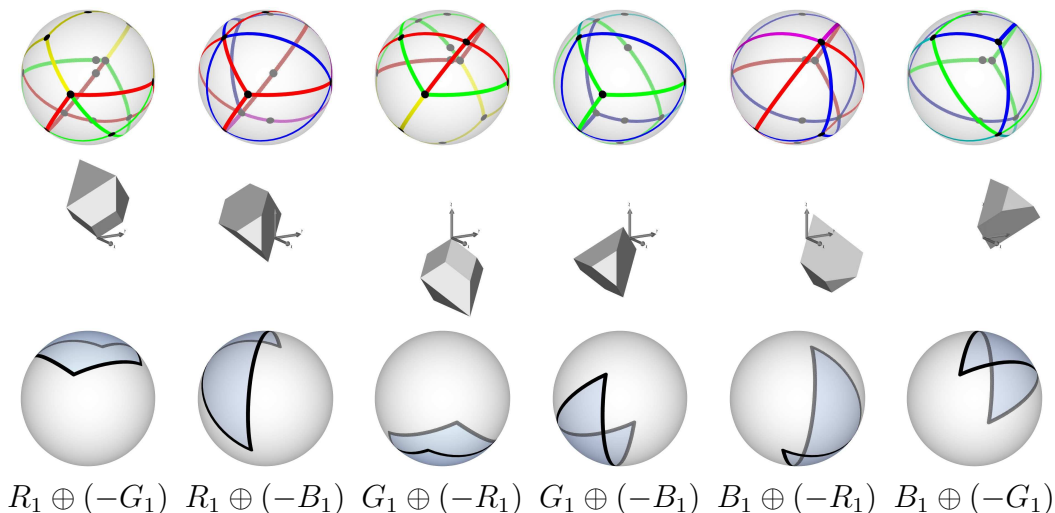 R₁ ⊕ (−G₁) R₁ ⊕ (−B₁) G₁ ⊕ (−R₁) G₁ ⊕ (−B₁) B₁ ⊕ (−R₁) B₁ ⊕ (−G₁)